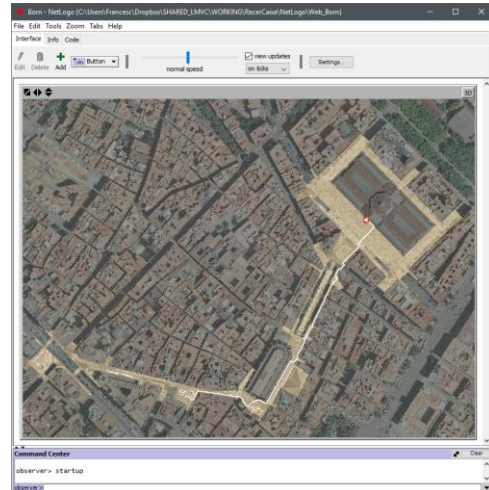 Born - NetLogo {C:\Users\Francesc\Dropbox\SHARED_LMVC\WORKING\RecerCaixa\NetLogo\Web_Born}
File Edit Tools Zoom Tabs Help
Interface Info Code
Edit Delete Add Button normal speed view updates on ticks Settings...
3D
Command Center Clear
observer> startup
observer>